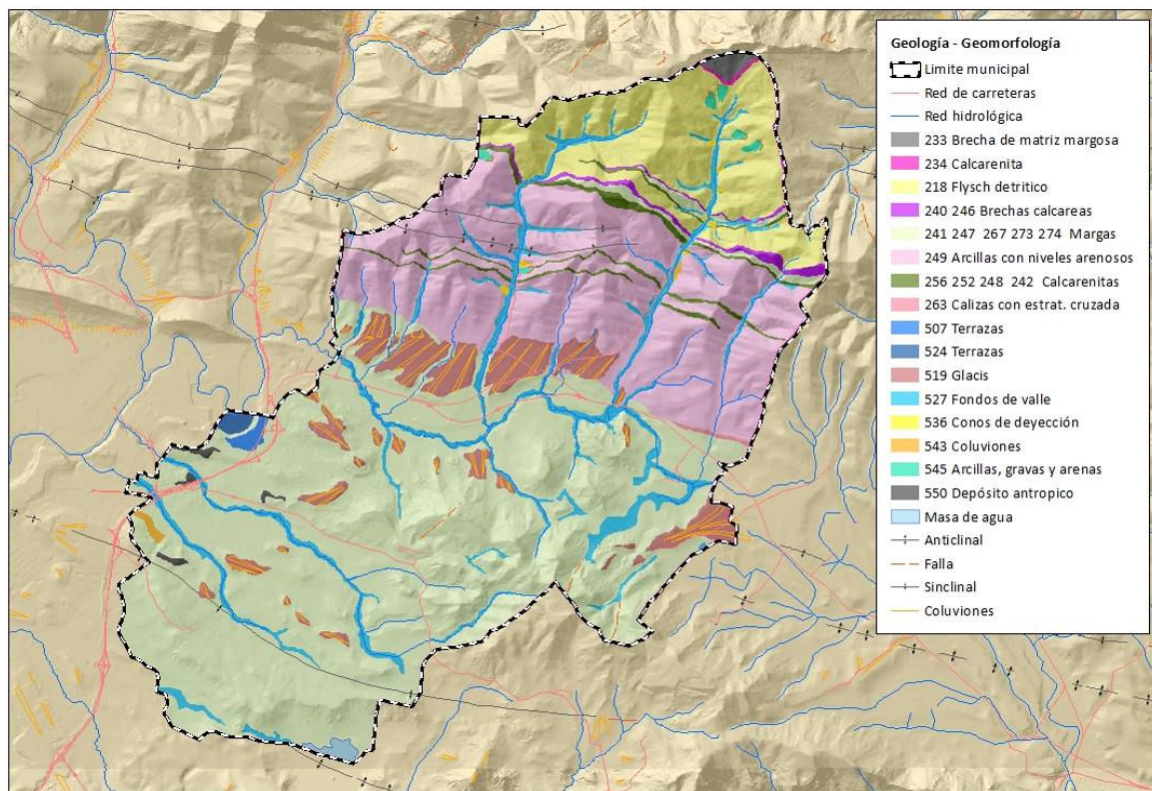 Geología - Geomorfología
Limite municipal
Red de carreteras
Red hidrológica
233 Brecha de matriz margosa
234 Calcarenita
218 Flysch detritico
240 246 Brechas calcareas
241 247 267 273 274 Margas
249 Arcillas con niveles arenosos
256 252 248 242 Calcarenitas
263 Calizas con estrat. cruzada
507 Terrazas
524 Terrazas
519 Glacis
527 Fondos de valle
536 Conos de deyección
543 Coluviones
545 Arcillas, gravas y arenas
550 Depósito antropico
Masa de agua
Anticlinal
Falla
Sinclinal
Coluviones